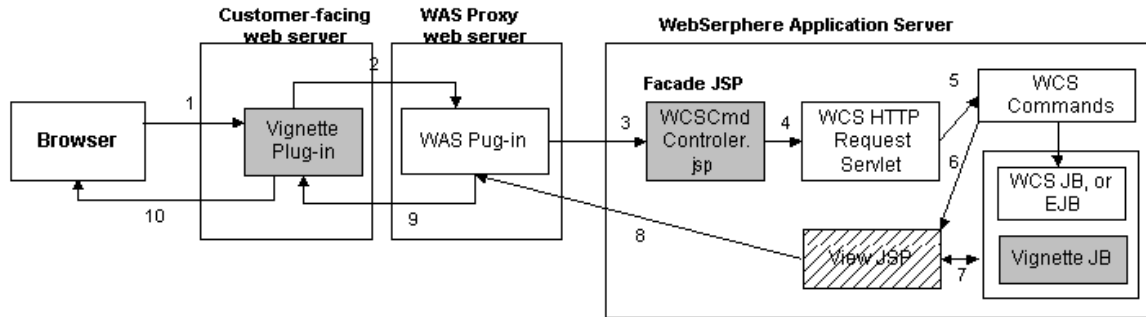 Customer-facing
web server
WAS Proxy
web server
WebSerphere Application Server
Browser
1
Vignette
Plug-in
2
WAS Pug-in
3
Facade JSP
WCSCmd
Controler.
jsp
4
WCS HTTP
Request
Servlet
5
WCS
Commands
6
WCS JB, or
EJB
Vignette JB
7
View JSP
8
9
10